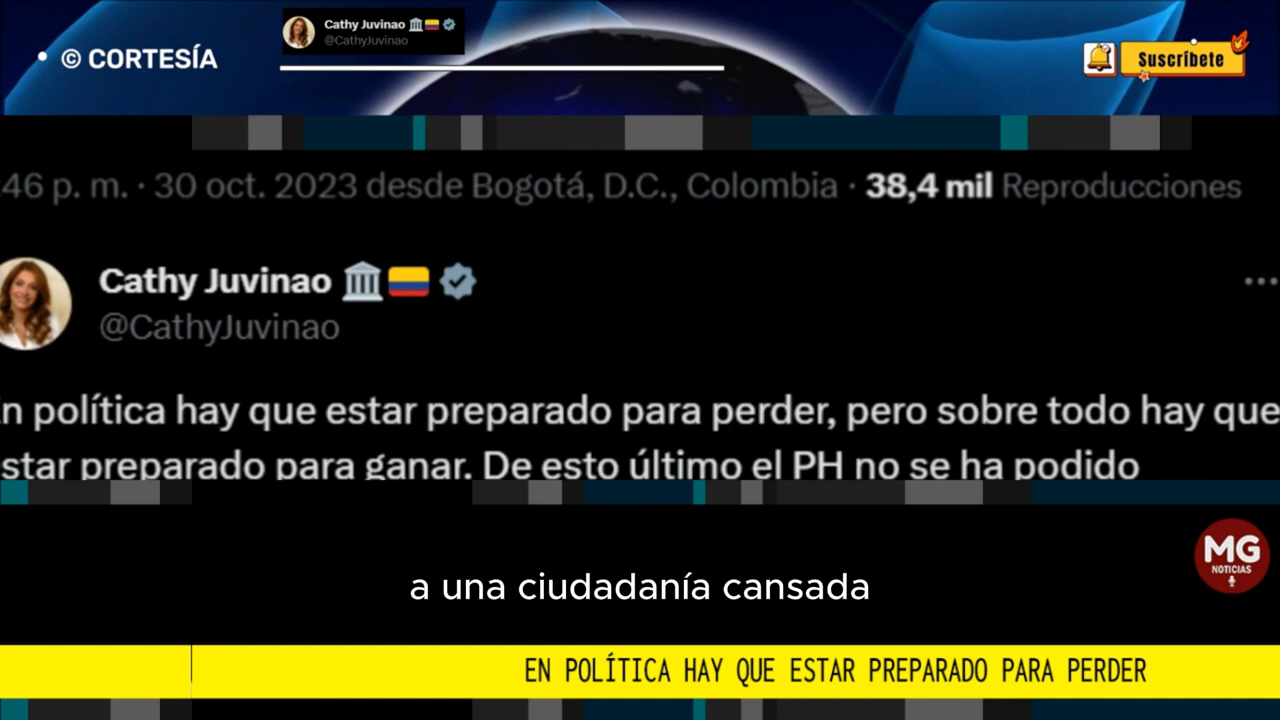 • © CORTESÍA
Cathy Juvinao
@CathyJuvinao
Suscríbete
46 p. m. · 30 oct. 2023 desde Bogotá, D.C., Colombia · 38,4 mil Reproducciones
Cathy Juvinao
@CathyJuvinao
n política hay que estar preparado para perder, pero sobre todo hay que
star preparado para ganar. De esto último el PH no se ha podido
MG
NOTICIAS
a una ciudadanía cansada
EN POLÍTICA HAY QUE ESTAR PREPARADO PARA PERDER